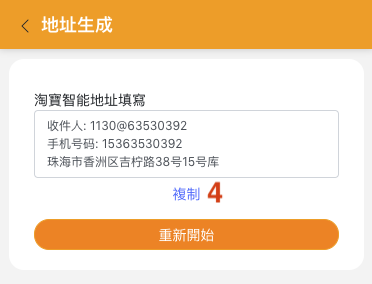 地址生成
淘寶智能地址填寫
收件人: 1130@63530392
手机号码: 15363530392
珠海市香洲区吉柠路38号15号库
複制 4
重新開始